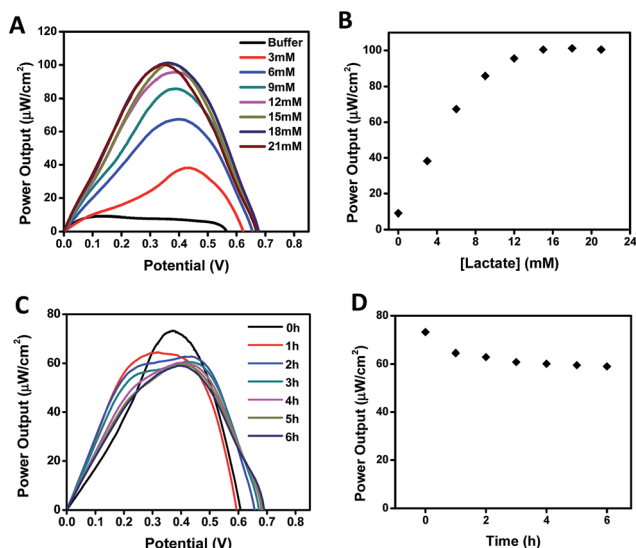 A
Power Output (µW/cm²)
120
100
80
60
40
20
0
0.0 0.1 0.2 0.3 0.4 0.5 0.6 0.7 0.8
Potential (V)
Buffer
3mM
6mM
9mM
12mM
15mM
18mM
21mM
B
Power Output (µW/cm²)
100
80
60
40
20
0
0 4 8 12 16 20 24
[Lactate] (mM)
C
Power Output (µW/cm²)
80
60
40
20
0
0.0 0.1 0.2 0.3 0.4 0.5 0.6 0.7 0.8
Potential (V)
0h
1h
2h
3h
4h
5h
6h
D
Power Output (µW/cm²)
80
60
40
20
0
0 2 4 6
Time (h)